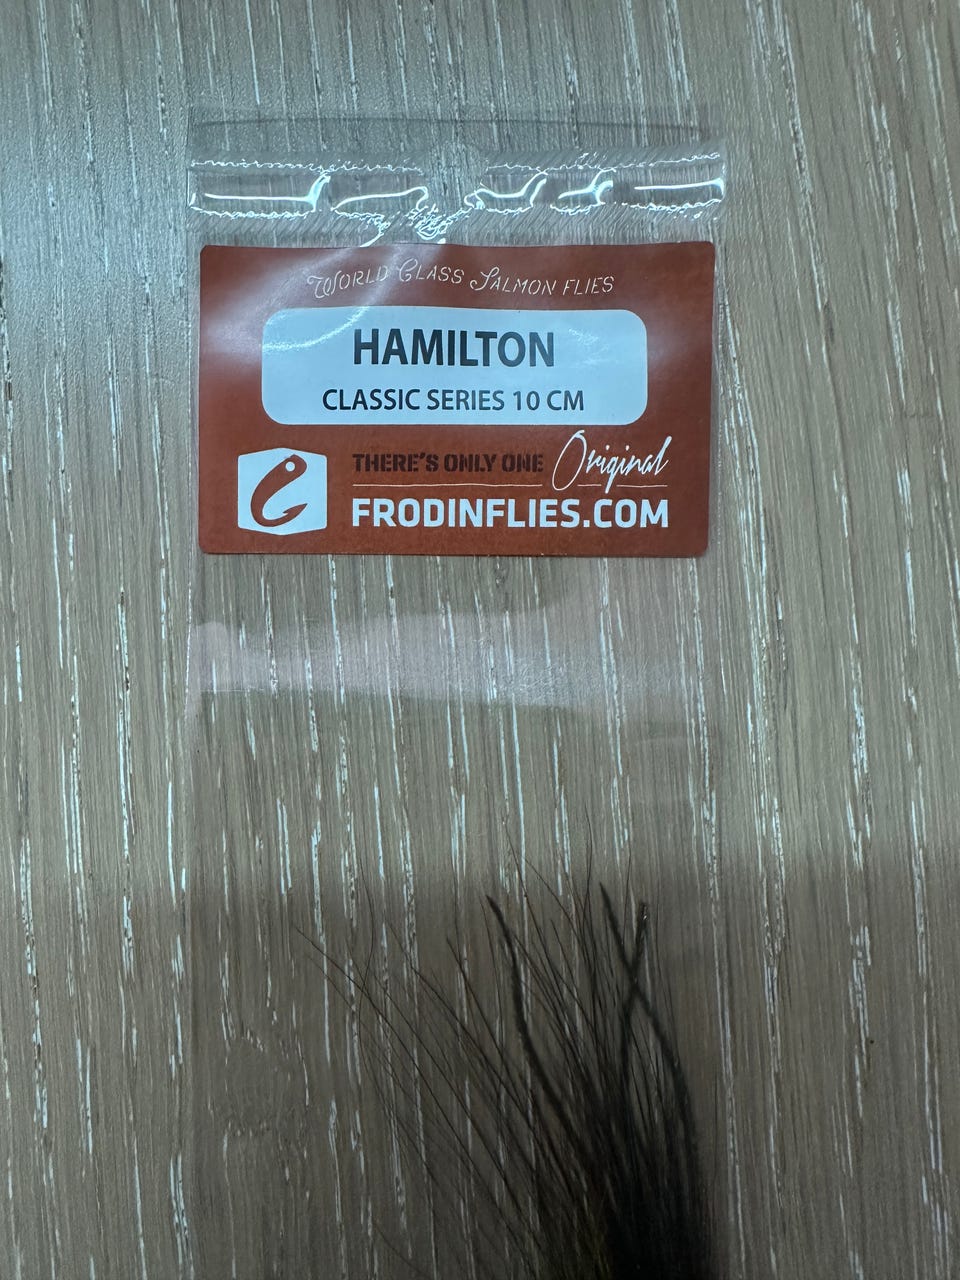 WORLD CLASS SALMON FLIES
HAMILTON
CLASSIC SERIES 10 CM
THERE'S ONLY ONE Original
FRODINFLIES.COM